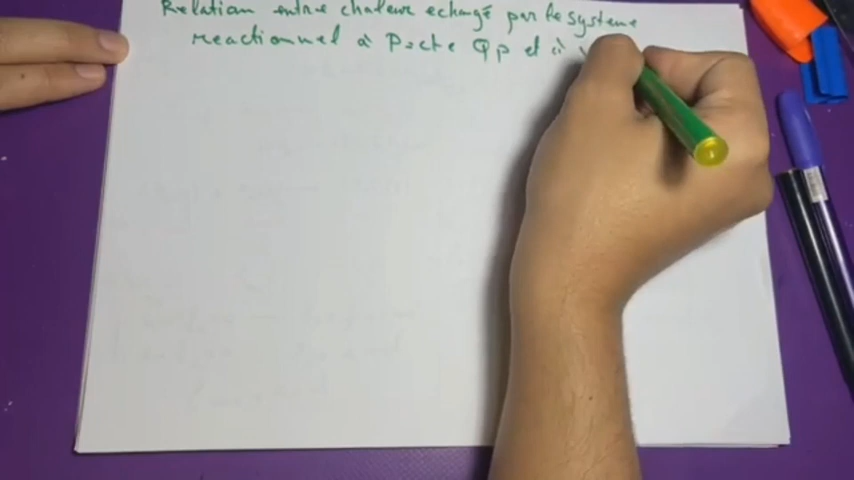 Relation entre chaleur echangé par le systeme
reactionnel à P=cte Qp et à